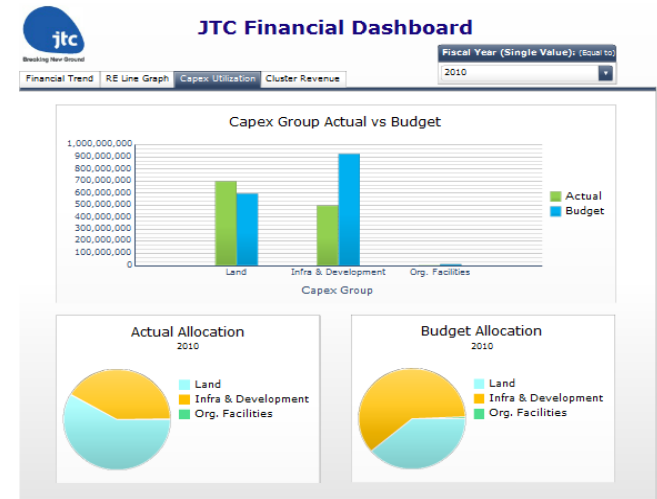 JTC Financial Dashboard
jtc
Breaking New Ground
Fiscal Year (Single Value): (Equal to)
2010
Financial Trend
RE Line Graph
Capex Utilization
Cluster Revenue
Capex Group Actual vs Budget
1,000,000,000
900,000,000
800,000,000
700,000,000
600,000,000
500,000,000
400,000,000
300,000,000
200,000,000
100,000,000
0
Land
Infra & Development
Org. Facilities
Capex Group
Actual
Budget
Actual Allocation
2010
Land
Infra & Development
Org. Facilities
Budget Allocation
2010
Land
Infra & Development
Org. Facilities